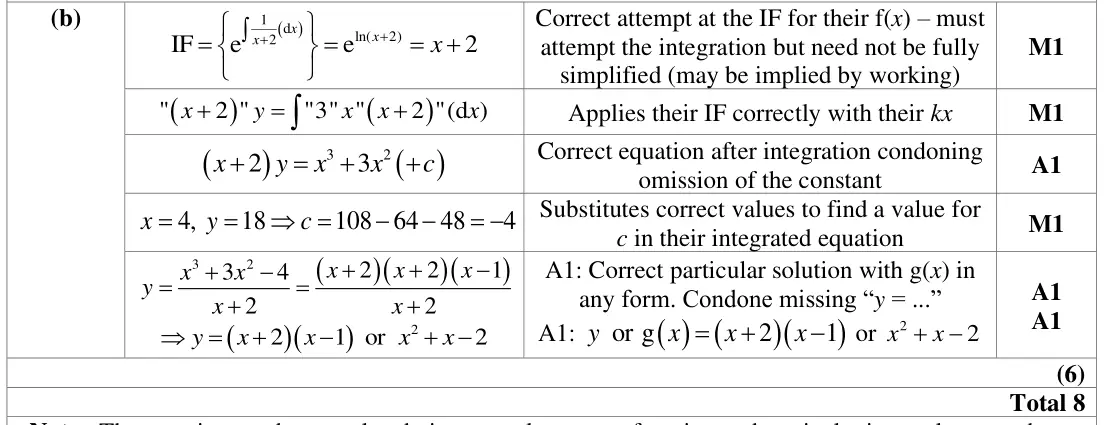 (b)
IF = { e^{∫ 1/(x+2) (dx)} } = e^{ln(x+2)} = x + 2
Correct attempt at the IF for their f(x) – must
attempt the integration but need not be fully
simplified (may be implied by working)
M1
"(x + 2)" y = ∫ "3" x "(x + 2)" (dx)
Applies their IF correctly with their kx
M1
(x + 2) y = x³ + 3x² (+c)
Correct equation after integration condoning
omission of the constant
A1
x = 4, y = 18 ⇒ c = 108 − 64 − 48 = −4
Substitutes correct values to find a value for
c in their integrated equation
M1
y = (x³ + 3x² − 4)/(x + 2) = ((x + 2)(x + 2)(x − 1))/(x + 2)
⇒ y = (x + 2)(x − 1) or x² + x − 2
A1: Correct particular solution with g(x) in
any form. Condone missing “y = ...”
A1: y or g(x) = (x + 2)(x − 1) or x² + x − 2
A1
A1
(6)
Total 8